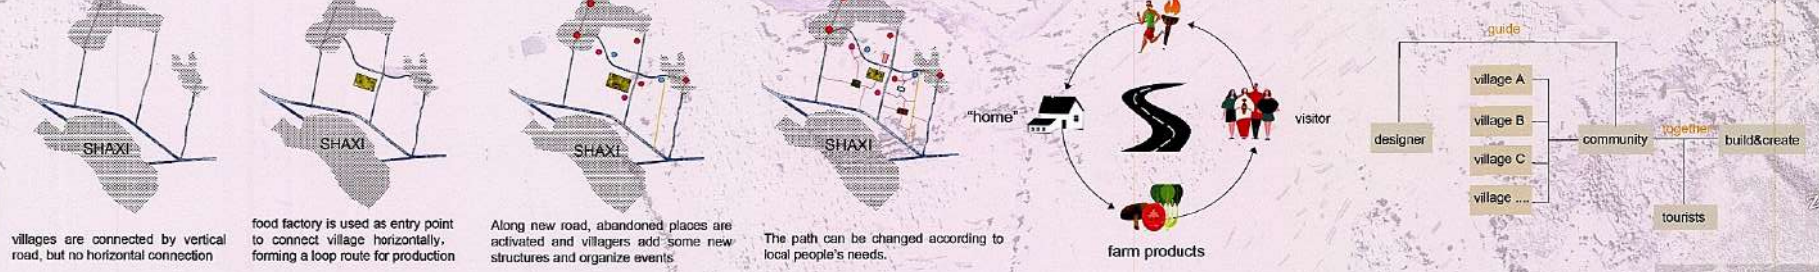 SHAXI
villages are connected by vertical
road, but no horizontal connection
SHAXI
food factory is used as entry point
to connect village horizontally,
forming a loop route for production
SHAXI
Along new road, abandoned places are
activated and villagers add some new
structures and organize events
SHAXI
The path can be changed according to
local people's needs.
"home"
visitor
farm products
guide
village A
village B
village C
village ....
designer
community
together
build&create
tourists